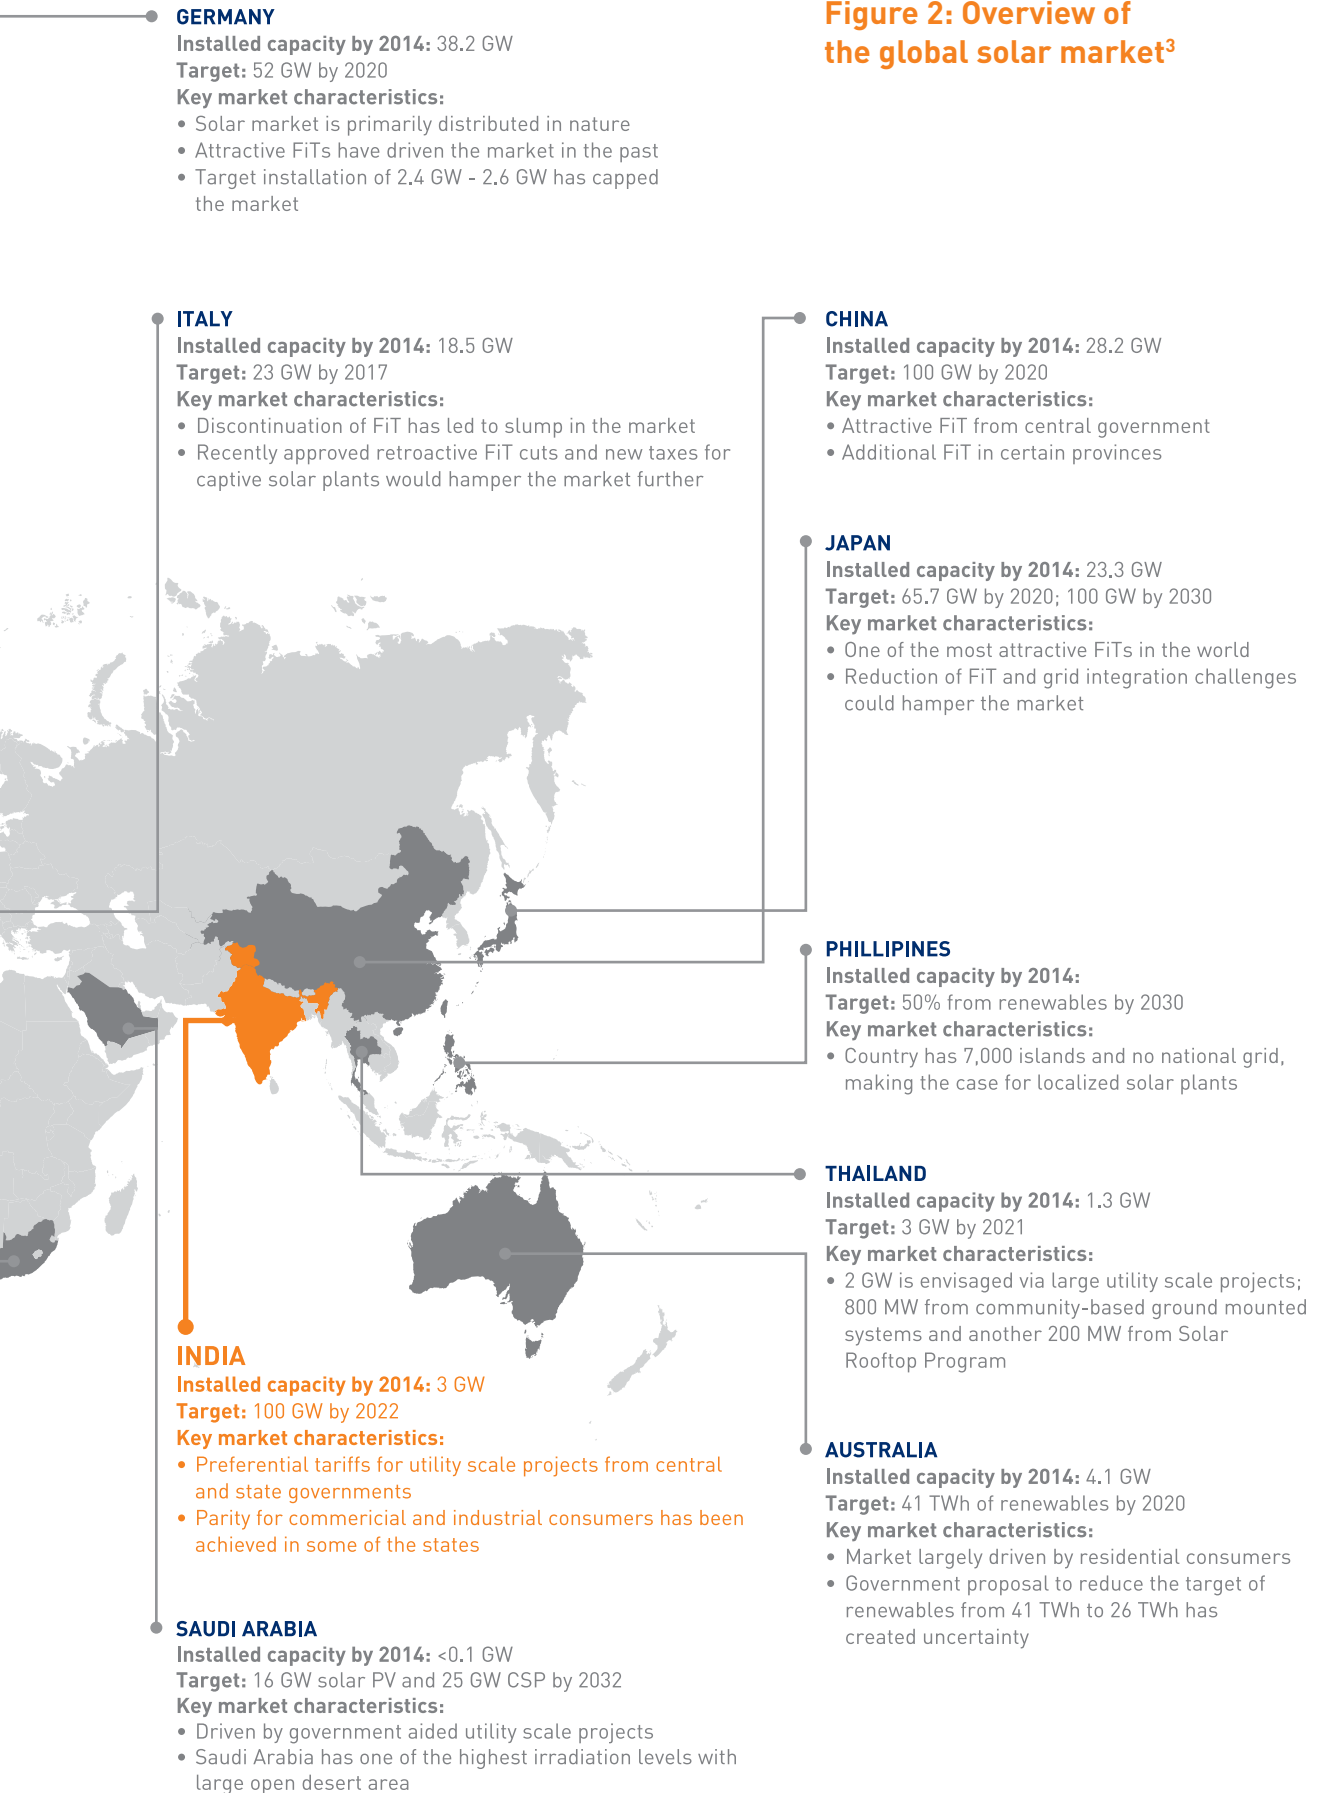 GERMANY
Installed capacity by 2014: 38.2 GW
Target: 52 GW by 2020
Key market characteristics:
• Solar market is primarily distributed in nature
• Attractive FiTs have driven the market in the past
• Target installation of 2.4 GW - 2.6 GW has capped
the market
Figure 2: Overview of
the global solar market³
ITALY
Installed capacity by 2014: 18.5 GW
Target: 23 GW by 2017
Key market characteristics:
• Discontinuation of FiT has led to slump in the market
• Recently approved retroactive FiT cuts and new taxes for
captive solar plants would hamper the market further
CHINA
Installed capacity by 2014: 28.2 GW
Target: 100 GW by 2020
Key market characteristics:
• Attractive FiT from central government
• Additional FiT in certain provinces
JAPAN
Installed capacity by 2014: 23.3 GW
Target: 65.7 GW by 2020; 100 GW by 2030
Key market characteristics:
• One of the most attractive FiTs in the world
• Reduction of FiT and grid integration challenges
could hamper the market
PHILLIPINES
Installed capacity by 2014:
Target: 50% from renewables by 2030
Key market characteristics:
• Country has 7,000 islands and no national grid,
making the case for localized solar plants
THAILAND
Installed capacity by 2014: 1.3 GW
Target: 3 GW by 2021
Key market characteristics:
• 2 GW is envisaged via large utility scale projects;
800 MW from community-based ground mounted
systems and another 200 MW from Solar
Rooftop Program
INDIA
Installed capacity by 2014: 3 GW
Target: 100 GW by 2022
Key market characteristics:
• Preferential tariffs for utility scale projects from central
and state governments
• Parity for commericial and industrial consumers has been
achieved in some of the states
AUSTRALIA
Installed capacity by 2014: 4.1 GW
Target: 41 TWh of renewables by 2020
Key market characteristics:
• Market largely driven by residential consumers
• Government proposal to reduce the target of
renewables from 41 TWh to 26 TWh has
created uncertainty
SAUDI ARABIA
Installed capacity by 2014: <0.1 GW
Target: 16 GW solar PV and 25 GW CSP by 2032
Key market characteristics:
• Driven by government aided utility scale projects
• Saudi Arabia has one of the highest irradiation levels with
large open desert area